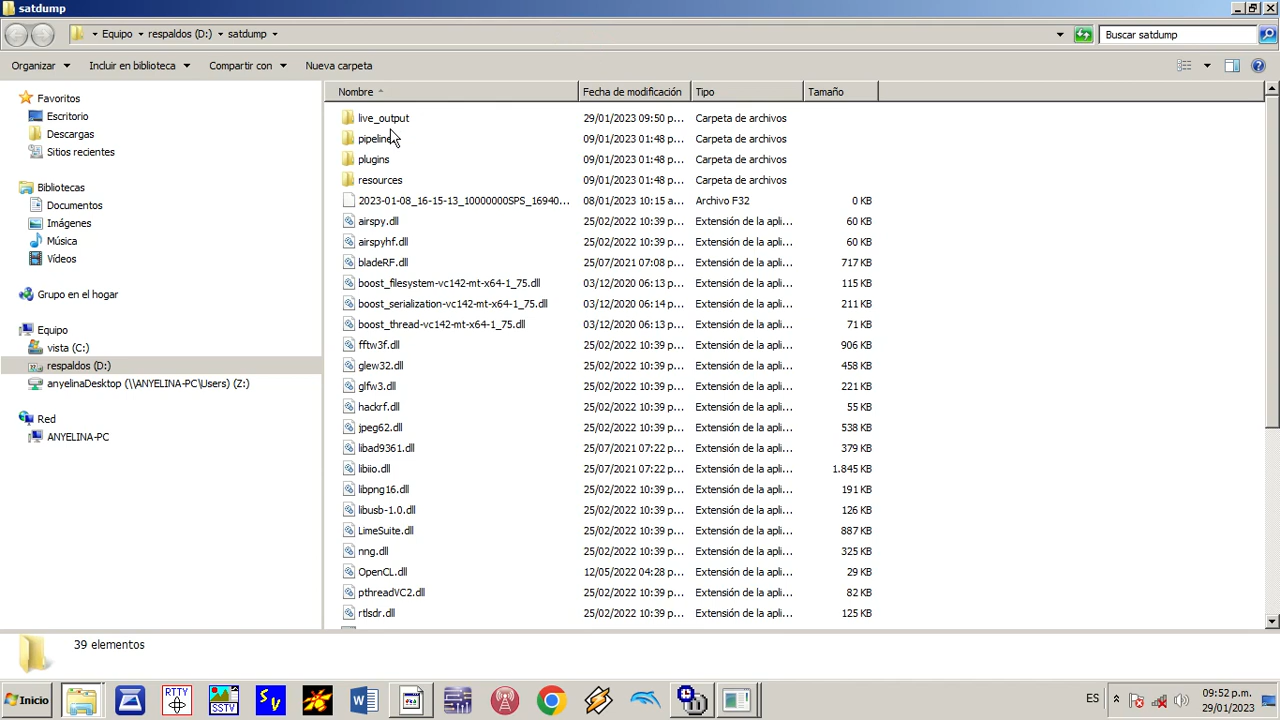 satdump
Equipo respaldos (D:) satdump
Buscar satdump
Organizar Incluir en biblioteca Compartir con Nueva carpeta
Favoritos
Escritorio
Descargas
Sitios recientes
Bibliotecas
Documentos
Imágenes
Música
Vídeos
Grupo en el hogar
Equipo
vista (C:)
respaldos (D:)
anyelinaDesktop (\\ANYELINA-PC\Users) (Z:)
Red
ANYELINA-PC
Nombre Fecha de modificación Tipo Tamaño
live_output 29/01/2023 09:50 p... Carpeta de archivos
pipeline 09/01/2023 01:48 p... Carpeta de archivos
plugins 09/01/2023 01:48 p... Carpeta de archivos
resources 09/01/2023 01:48 p... Carpeta de archivos
2023-01-08_16-15-13_10000000SPS_16940... 08/01/2023 10:15 a... Archivo F32 0 KB
airspy.dll 25/02/2022 10:39 p... Extensión de la apli... 60 KB
airspyhf.dll 25/02/2022 10:39 p... Extensión de la apli... 60 KB
bladeRF.dll 25/07/2021 07:08 p... Extensión de la apli... 717 KB
boost_filesystem-vc142-mt-x64-1_75.dll 03/12/2020 06:13 p... Extensión de la apli... 115 KB
boost_serialization-vc142-mt-x64-1_75.dll 03/12/2020 06:14 p... Extensión de la apli... 211 KB
boost_thread-vc142-mt-x64-1_75.dll 03/12/2020 06:13 p... Extensión de la apli... 71 KB
fftw3f.dll 25/02/2022 10:39 p... Extensión de la apli... 906 KB
glew32.dll 25/02/2022 10:39 p... Extensión de la apli... 458 KB
glfw3.dll 25/02/2022 10:39 p... Extensión de la apli... 221 KB
hackrf.dll 25/02/2022 10:39 p... Extensión de la apli... 55 KB
jpeg62.dll 25/02/2022 10:39 p... Extensión de la apli... 538 KB
libad9361.dll 25/07/2021 07:22 p... Extensión de la apli... 379 KB
libiio.dll 25/07/2021 07:22 p... Extensión de la apli... 1.845 KB
libpng16.dll 25/02/2022 10:39 p... Extensión de la apli... 191 KB
libusb-1.0.dll 25/02/2022 10:39 p... Extensión de la apli... 126 KB
LimeSuite.dll 25/02/2022 10:39 p... Extensión de la apli... 887 KB
nng.dll 25/02/2022 10:39 p... Extensión de la apli... 325 KB
OpenCL.dll 12/05/2022 04:28 p... Extensión de la apli... 29 KB
pthreadVC2.dll 25/02/2022 10:39 p... Extensión de la apli... 82 KB
rtlsdr.dll 25/02/2022 10:39 p... Extensión de la apli... 125 KB
39 elementos
Inicio
RTTY
SSTV
S V
ES
09:52 p.m.
29/01/2023